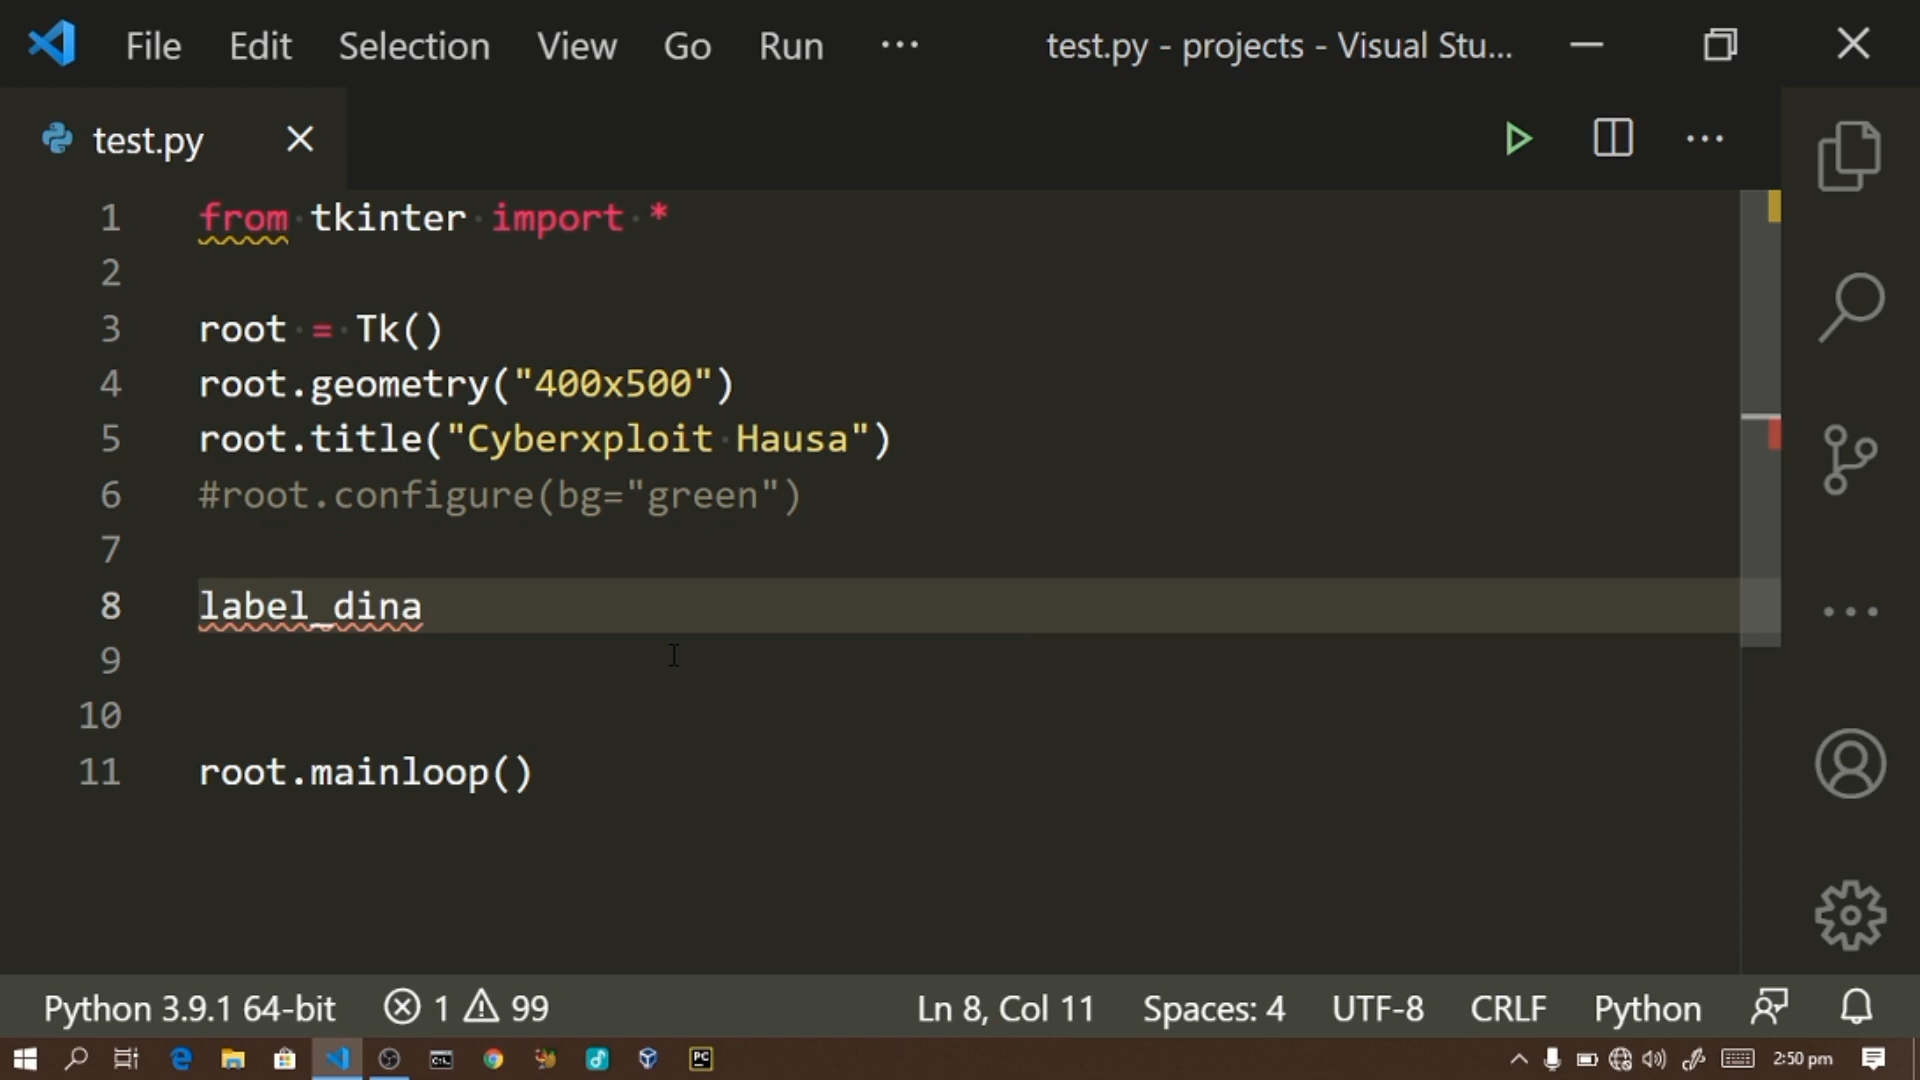 File Edit Selection View Go Run ··· test.py - projects - Visual Stu...
test.py
1 from tkinter import *
2
3 root = Tk()
4 root.geometry("400x500")
5 root.title("Cyberxploit Hausa")
6 #root.configure(bg="green")
7
8 label_dina
9
10
11 root.mainloop()
Python 3.9.1 64-bit 1 99 Ln 8, Col 11 Spaces: 4 UTF-8 CRLF Python
2:50 pm